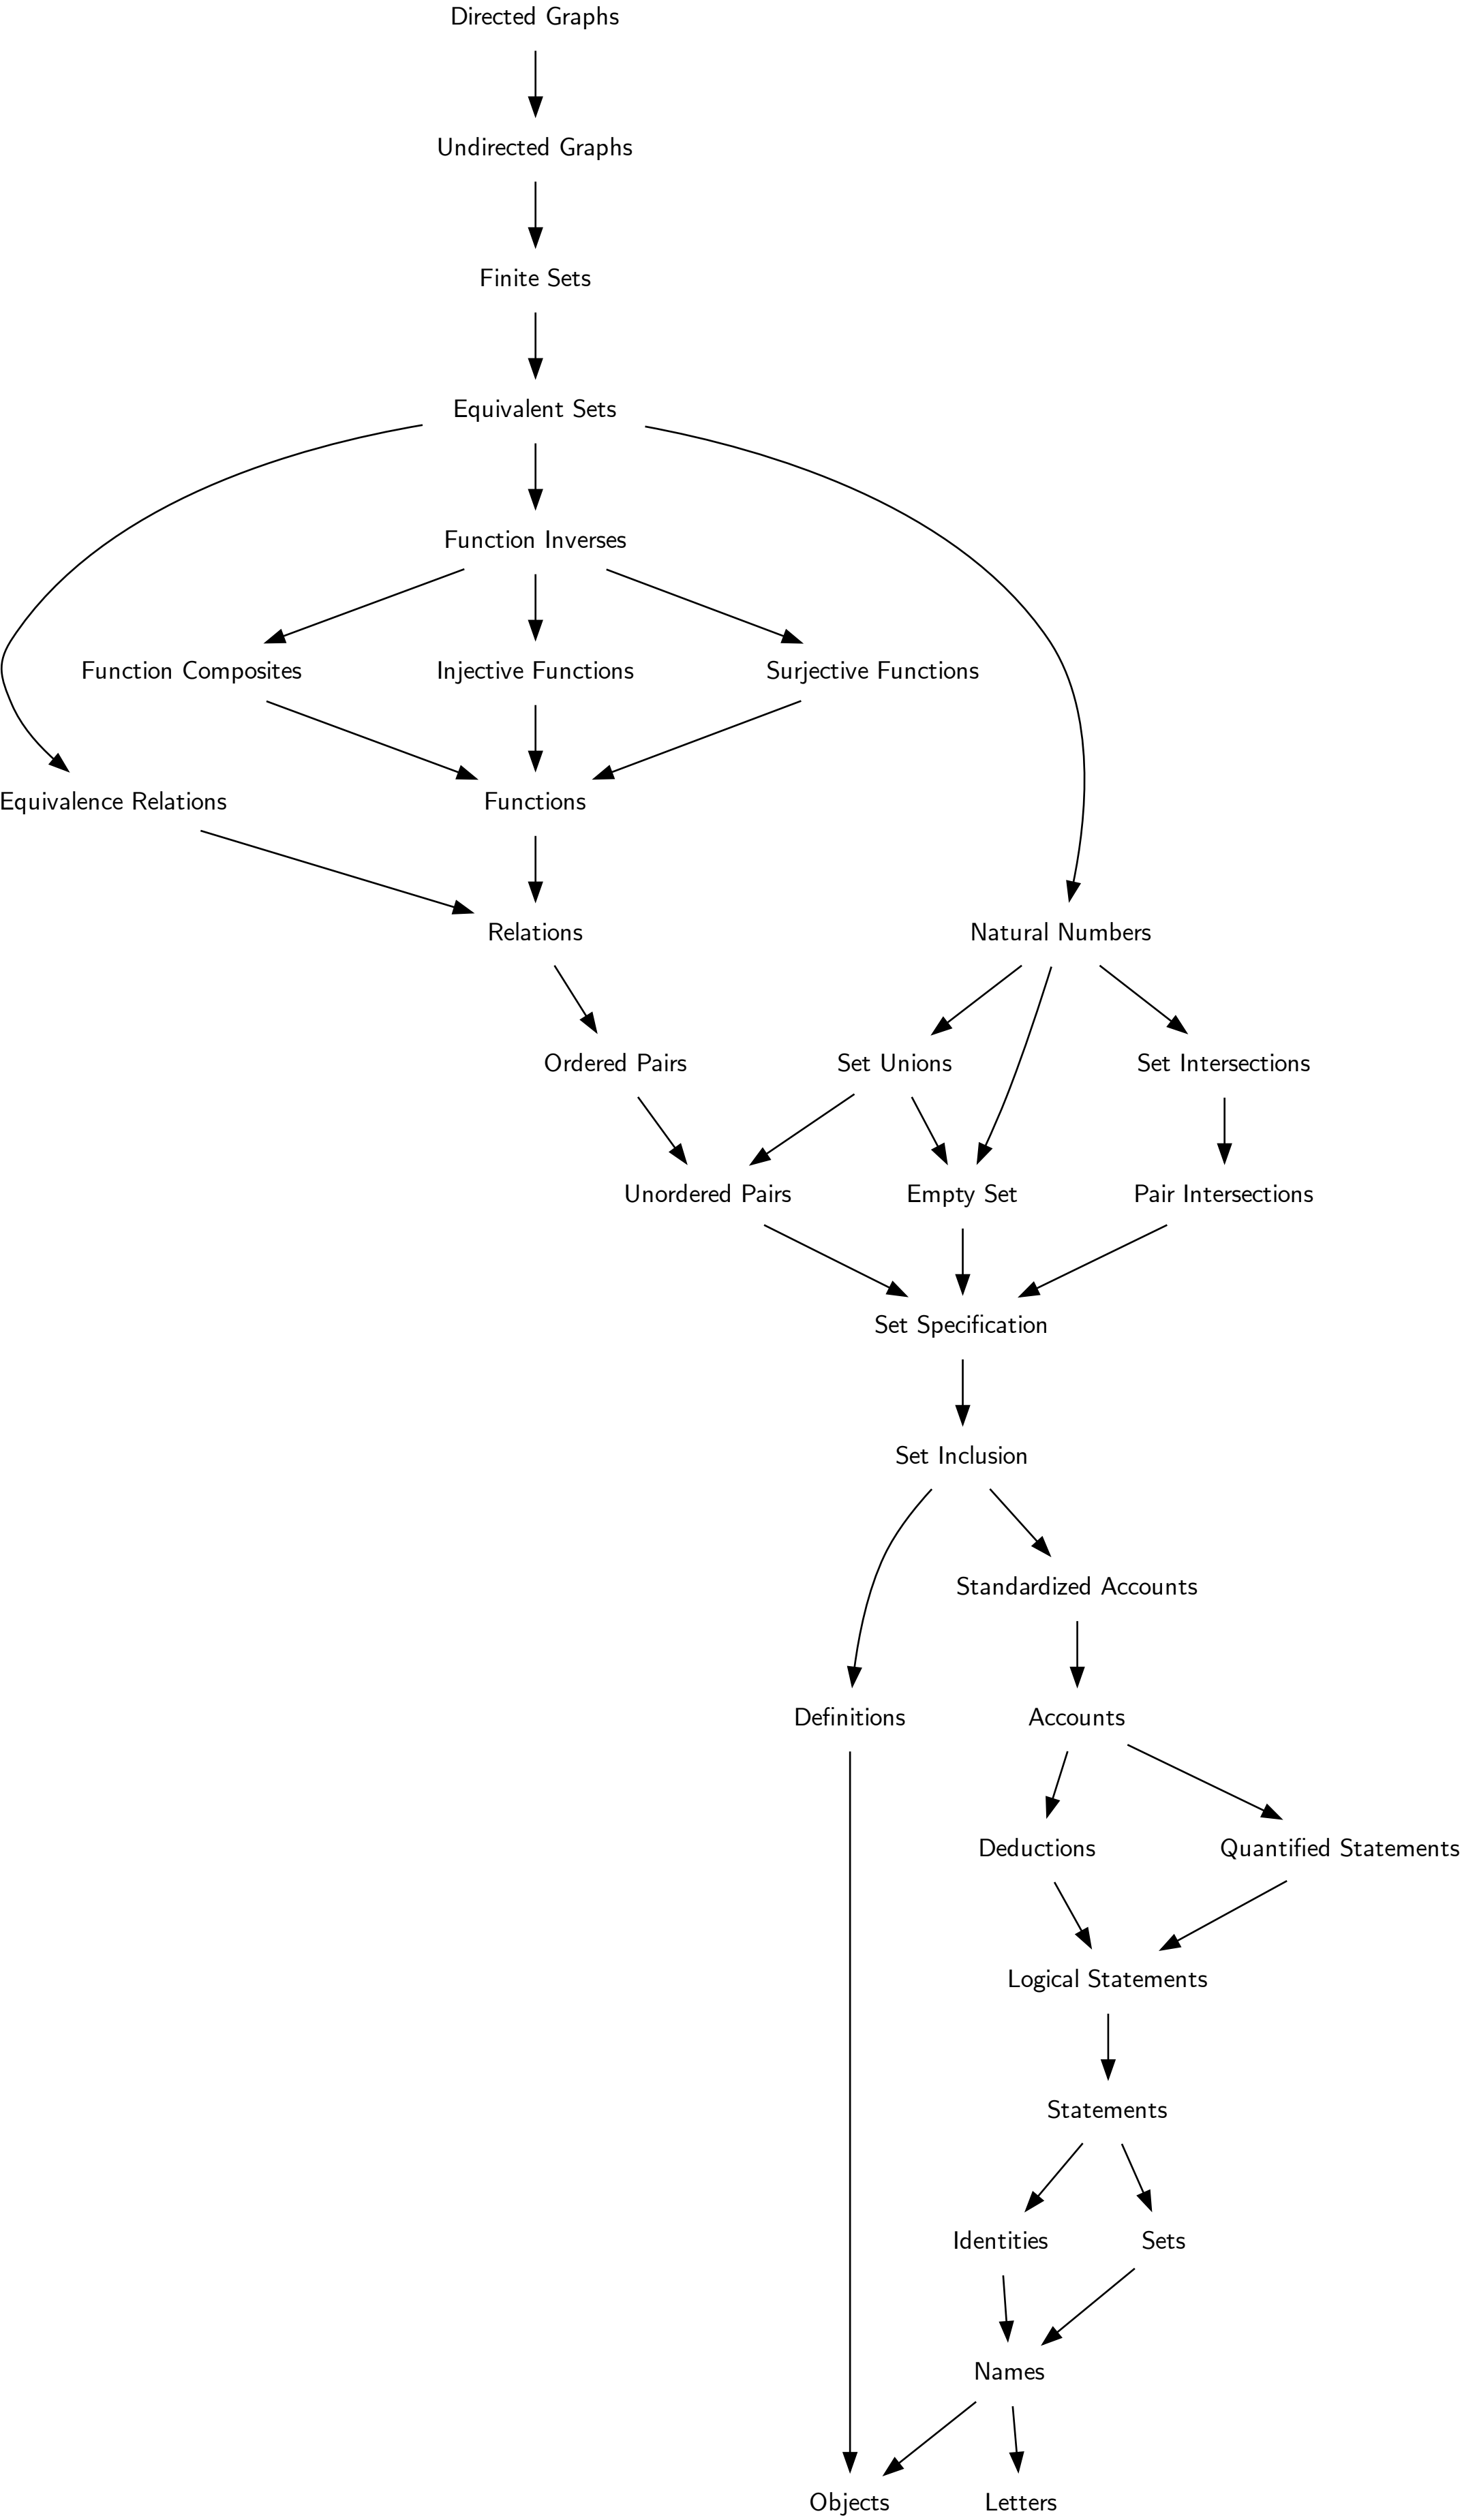 Directed Graphs
Undirected Graphs
Finite Sets
Equivalent Sets
Function Inverses
Function Composites
Injective Functions
Surjective Functions
Equivalence Relations
Functions
Relations
Natural Numbers
Ordered Pairs
Set Unions
Set Intersections
Unordered Pairs
Empty Set
Pair Intersections
Set Specification
Set Inclusion
Standardized Accounts
Definitions
Accounts
Deductions
Quantified Statements
Logical Statements
Statements
Identities
Sets
Names
Objects
Letters